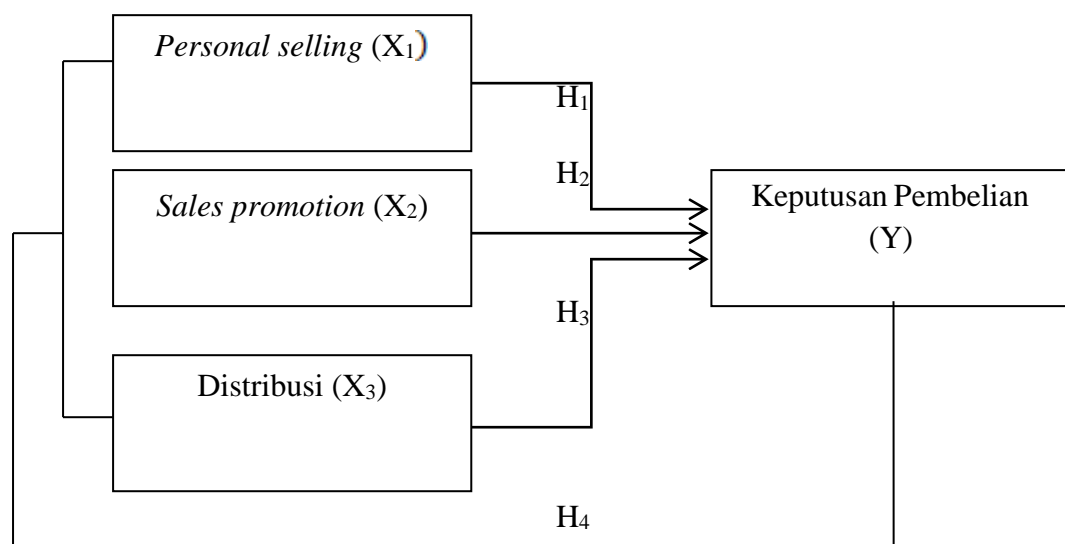 Personal selling (X₁)
H₁
H₂
Sales promotion (X₂)
Keputusan Pembelian
(Y)
H₃
Distribusi (X₃)
H₄